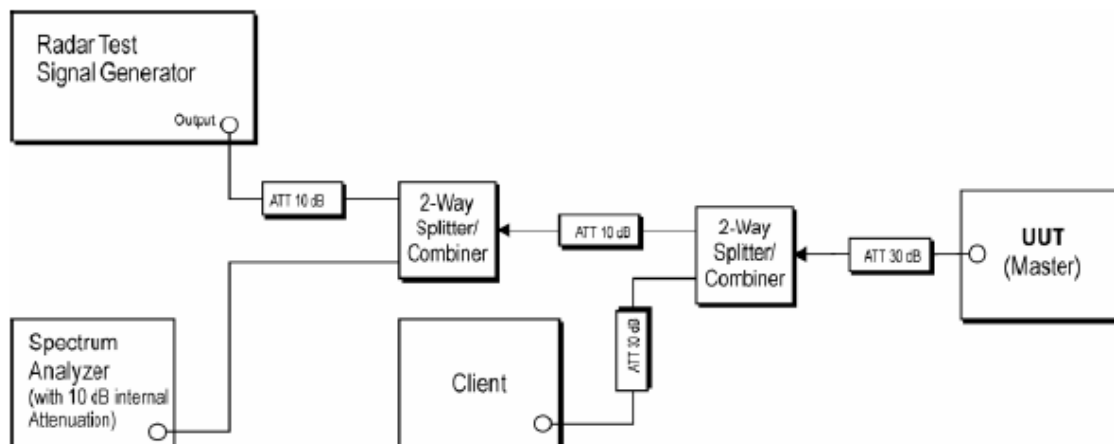 Radar Test
Signal Generator
Output
ATT 10 dB
2-Way
Splitter/
Combiner
ATT 10 dB
2-Way
Splitter/
Combiner
ATT 30 dB
UUT
(Master)
ATT 30 dB
Spectrum
Analyzer
(with 10 dB internal
Attenuation)
Client